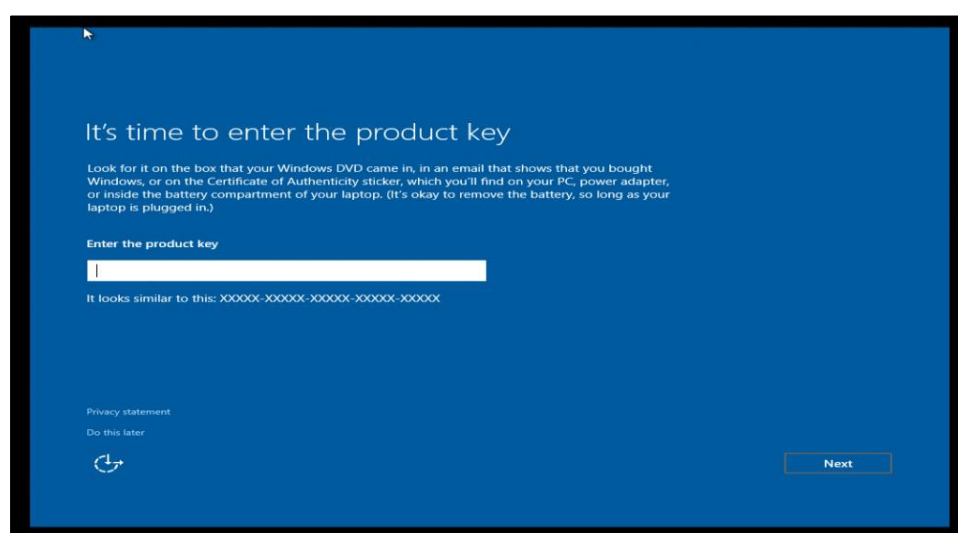 It's time to enter the product key
Look for it on the box that your Windows DVD came in, in an email that shows that you bought
Windows, or on the Certificate of Authenticity sticker, which you'll find on your PC, power adapter,
or inside the battery compartment of your laptop. (It's okay to remove the battery, so long as your
laptop is plugged in.)
Enter the product key
It looks similar to this: XXXXX-XXXXX-XXXXX-XXXXX-XXXXX
Privacy statement
Do this later
Next